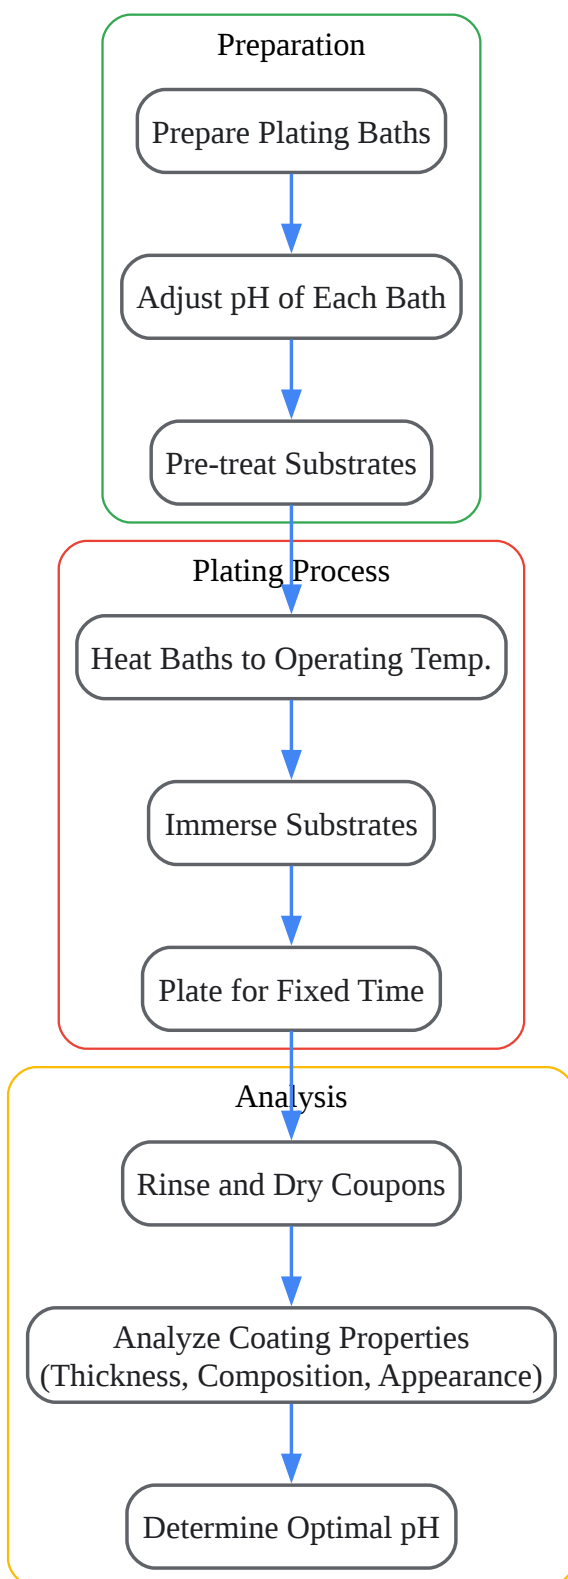 Preparation
Prepare Plating Baths
Adjust pH of Each Bath
Pre-treat Substrates
Plating Process
Heat Baths to Operating Temp.
Immerse Substrates
Plate for Fixed Time
Analysis
Rinse and Dry Coupons
Analyze Coating Properties
(Thickness, Composition, Appearance)
Determine Optimal pH